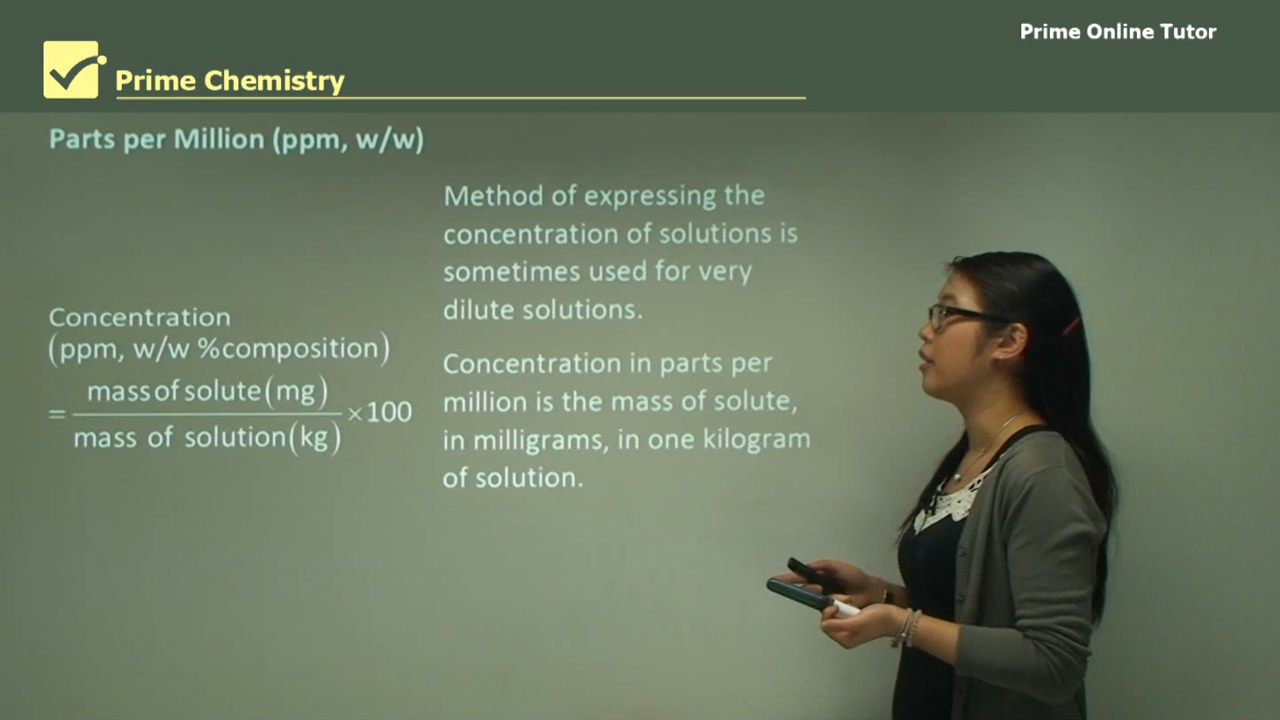 Prime Online Tutor
Prime Chemistry
Parts per Million (ppm, w/w)
Method of expressing the
concentration of solutions is
sometimes used for very
dilute solutions.
Concentration
(ppm, w/w %composition)
= mass of solute(mg) / mass of solution(kg) ×100
Concentration in parts per
million is the mass of solute,
in milligrams, in one kilogram
of solution.